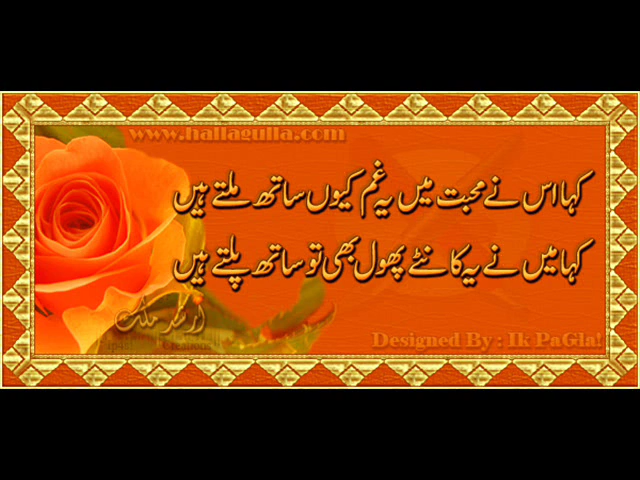 www.hallagulla.com
کہا اس نے محبت میں یہ غم کیوں ساتھ ملتے ہیں
کہا میں نے یہ کانٹے پھول بھی تو ساتھ پلتے ہیں
Designed By : Ik PaGla!